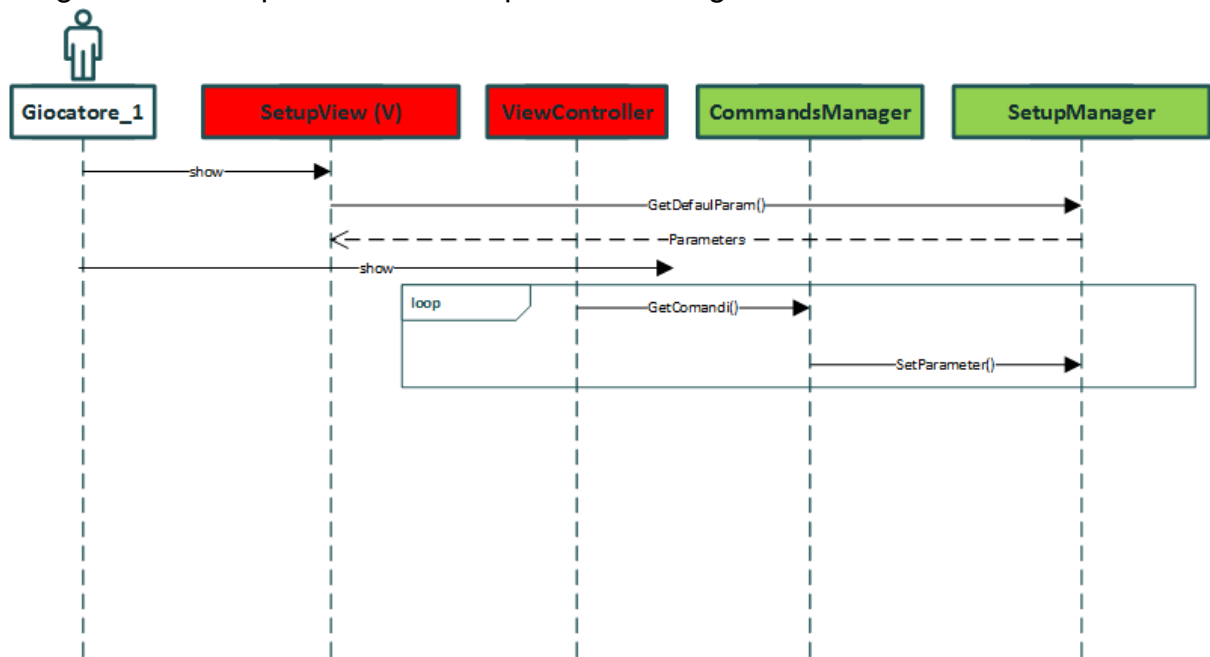 Giocatore_1
SetupView (V)
ViewController
CommandsManager
SetupManager
show
GetDefaulParam()
Parameters
show
loop
GetComandi()
SetParameter()